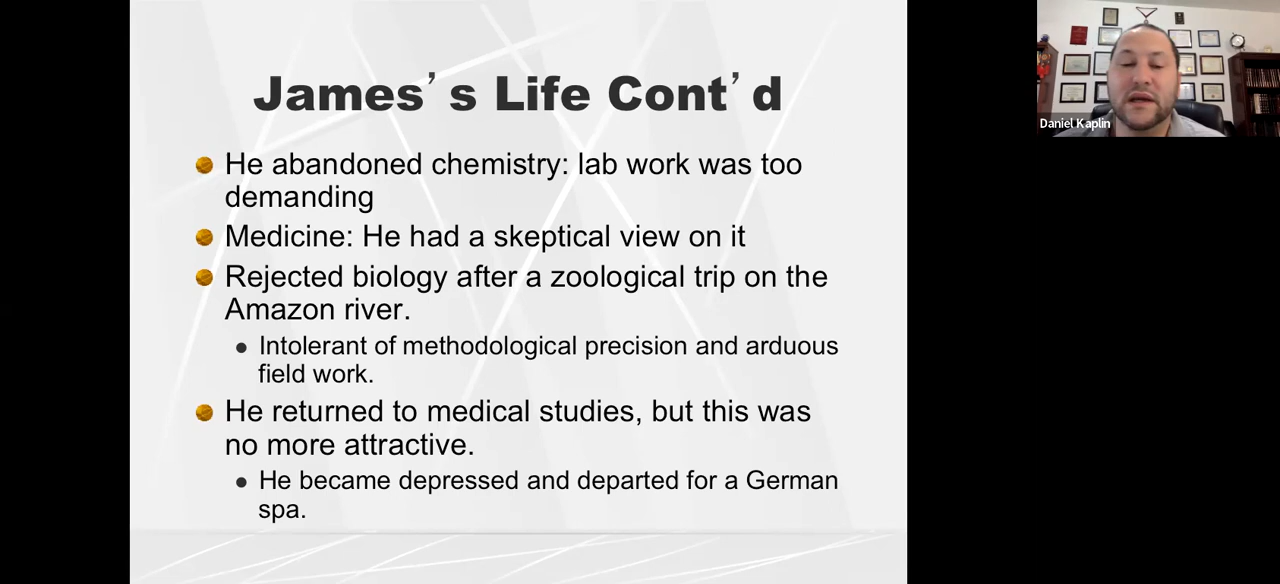 James's Life Cont'd
He abandoned chemistry: lab work was too
demanding
Medicine: He had a skeptical view on it
Rejected biology after a zoological trip on the
Amazon river.
Intolerant of methodological precision and arduous
field work.
He returned to medical studies, but this was
no more attractive.
He became depressed and departed for a German
spa.
Daniel Kaplin